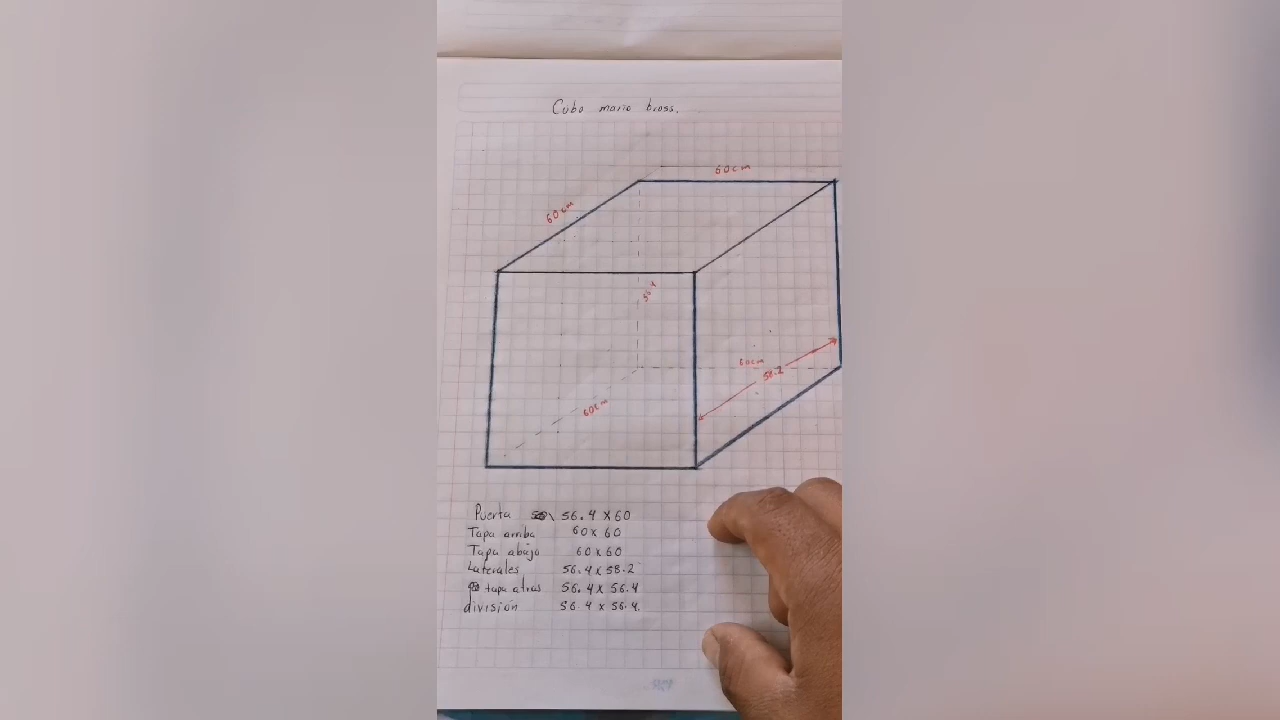 Cubo mario bross.
60cm
60cm
56.4
60cm
58.2
60cm
Puerta 56.4 x 60
Tapa arriba 60 x 60
Tapa abajo 60 x 60
Laterales 56.4 x 58.2
tapa atras 56.4 x 56.4
división 56.4 x 56.4